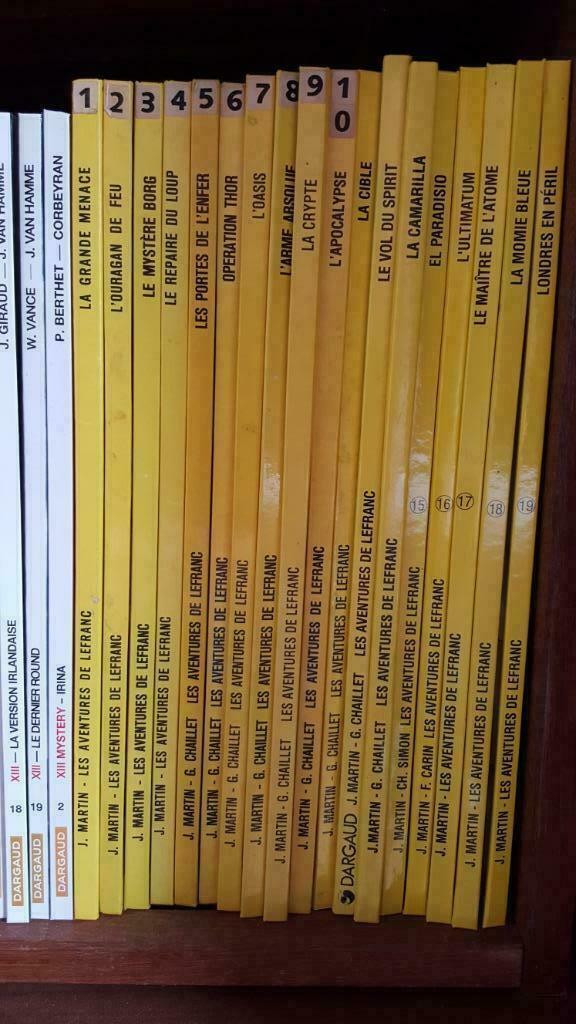 J. GIRAUD — J. VAN HAMME
XIII — LA VERSION IRLANDAISE
18
DARGAUD
W. VANCE — J. VAN HAMME
XIII — LE DERNIER ROUND
19
DARGAUD
P. BERTHET — CORBEYRAN
XIII MYSTERY - IRINA
2
DARGAUD
1
LA GRANDE MENACE
J. MARTIN - LES AVENTURES DE LEFRANC
2
L'OURAGAN DE FEU
J. MARTIN - LES AVENTURES DE LEFRANC
3
LE MYSTÈRE BORG
J. MARTIN - LES AVENTURES DE LEFRANC
4
LE REPAIRE DU LOUP
J. MARTIN - LES AVENTURES DE LEFRANC
5
LES PORTES DE L'ENFER
J. MARTIN - G. CHAILLET LES AVENTURES DE LEFRANC
6
OPERATION THOR
J. MARTIN - G. CHAILLET LES AVENTURES DE LEFRANC
7
L'OASIS
J. MARTIN - G. CHAILLET LES AVENTURES DE LEFRANC
8
L'ARME ABSOLUE
J. MARTIN - G. CHAILLET LES AVENTURES DE LEFRANC
9
LA CRYPTE
J. MARTIN - G. CHAILLET LES AVENTURES DE LEFRANC
1
0
L'APOCALYPSE
J. MARTIN - G. CHAILLET LES AVENTURES DE LEFRANC
LA CIBLE
J. MARTIN - G. CHAILLET LES AVENTURES DE LEFRANC
LE VOL DU SPIRIT
DARGAUD J. MARTIN - G. CHAILLET LES AVENTURES DE LEFRANC
LA CAMARILLA
J.MARTIN - G. CHAILLET LES AVENTURES DE LEFRANC
EL PARADISIO
15
J. MARTIN - CH. SIMON LES AVENTURES DE LEFRANC
L'ULTIMATUM
16
J. MARTIN - F. CARIN LES AVENTURES DE LEFRANC
LE MAÎTRE DE L'ATOME
17
J. MARTIN - LES AVENTURES DE LEFRANC
LA MOMIE BLEUE
18
J. MARTIN - LES AVENTURES DE LEFRANC
LONDRES EN PÉRIL
19
J. MARTIN - LES AVENTURES DE LEFRANC